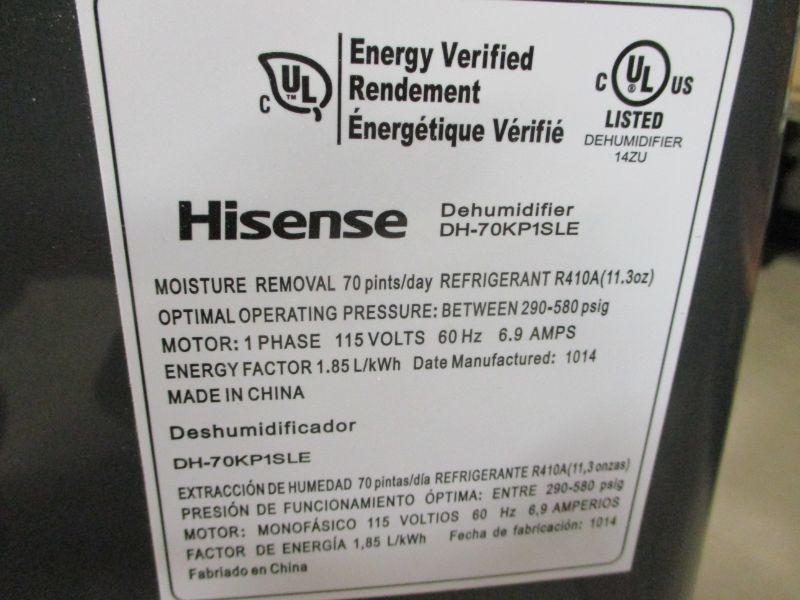 C UL™
Energy Verified
Rendement
Énergétique Vérifié
C UL® US
LISTED
DEHUMIDIFIER
14ZU
Hisense
Dehumidifier
DH-70KP1SLE
MOISTURE REMOVAL 70 pints/day REFRIGERANT R410A(11.3oz)
OPTIMAL OPERATING PRESSURE: BETWEEN 290-580 psig
MOTOR: 1 PHASE 115 VOLTS 60 Hz 6.9 AMPS
ENERGY FACTOR 1.85 L/kWh Date Manufactured: 1014
MADE IN CHINA
Deshumidificador
DH-70KP1SLE
EXTRACCIÓN DE HUMEDAD 70 pintas/día REFRIGERANTE R410A(11,3 onzas)
PRESIÓN DE FUNCIONAMIENTO ÓPTIMA: ENTRE 290-580 psig
MOTOR: MONOFÁSICO 115 VOLTIOS 60 Hz 6,9 AMPERIOS
FACTOR DE ENERGÍA 1,85 L/kWh Fecha de fabricación: 1014
Fabriado en China